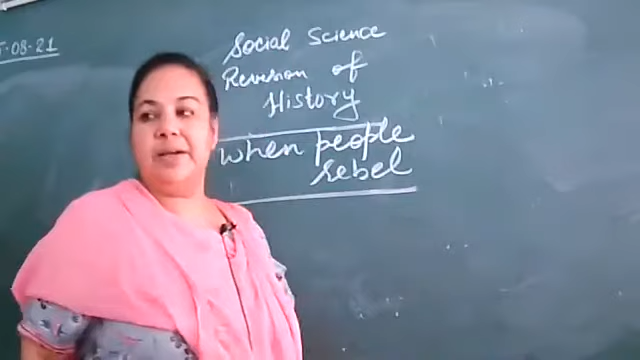 -08-21
Social Science
Revision of
History
when people
rebel